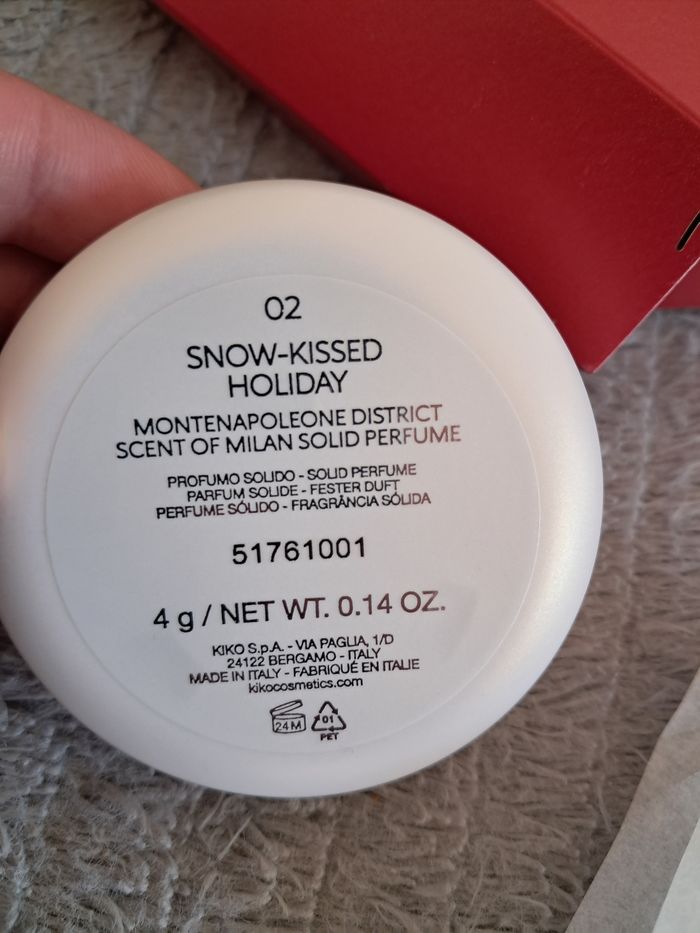 02
SNOW-KISSED
HOLIDAY
MONTENAPOLEONE DISTRICT
SCENT OF MILAN SOLID PERFUME
PROFUMO SOLIDO - SOLID PERFUME
PARFUM SOLIDE - FESTER DUFT
PERFUME SÓLIDO - FRAGRÂNCIA SÓLIDA
51761001
4 g / NET WT. 0.14 OZ.
KIKO S.p.A. - VIA PAGLIA, 1/D
24122 BERGAMO - ITALY
MADE IN ITALY - FABRIQUÉ EN ITALIE
kikocosmetics.com
24 M
01
PET